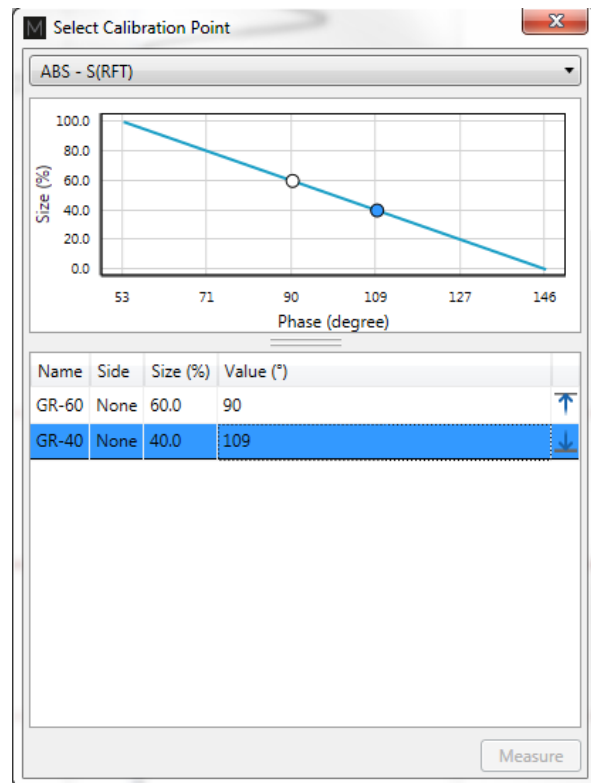 M Select Calibration Point
ABS - S(RFT)
100.0
80.0
60.0
40.0
20.0
0.0
Size (%)
53 71 90 109 127 146
Phase (degree)
Name Side Size (%) Value (°)
GR-60 None 60.0 90
GR-40 None 40.0 109
Measure